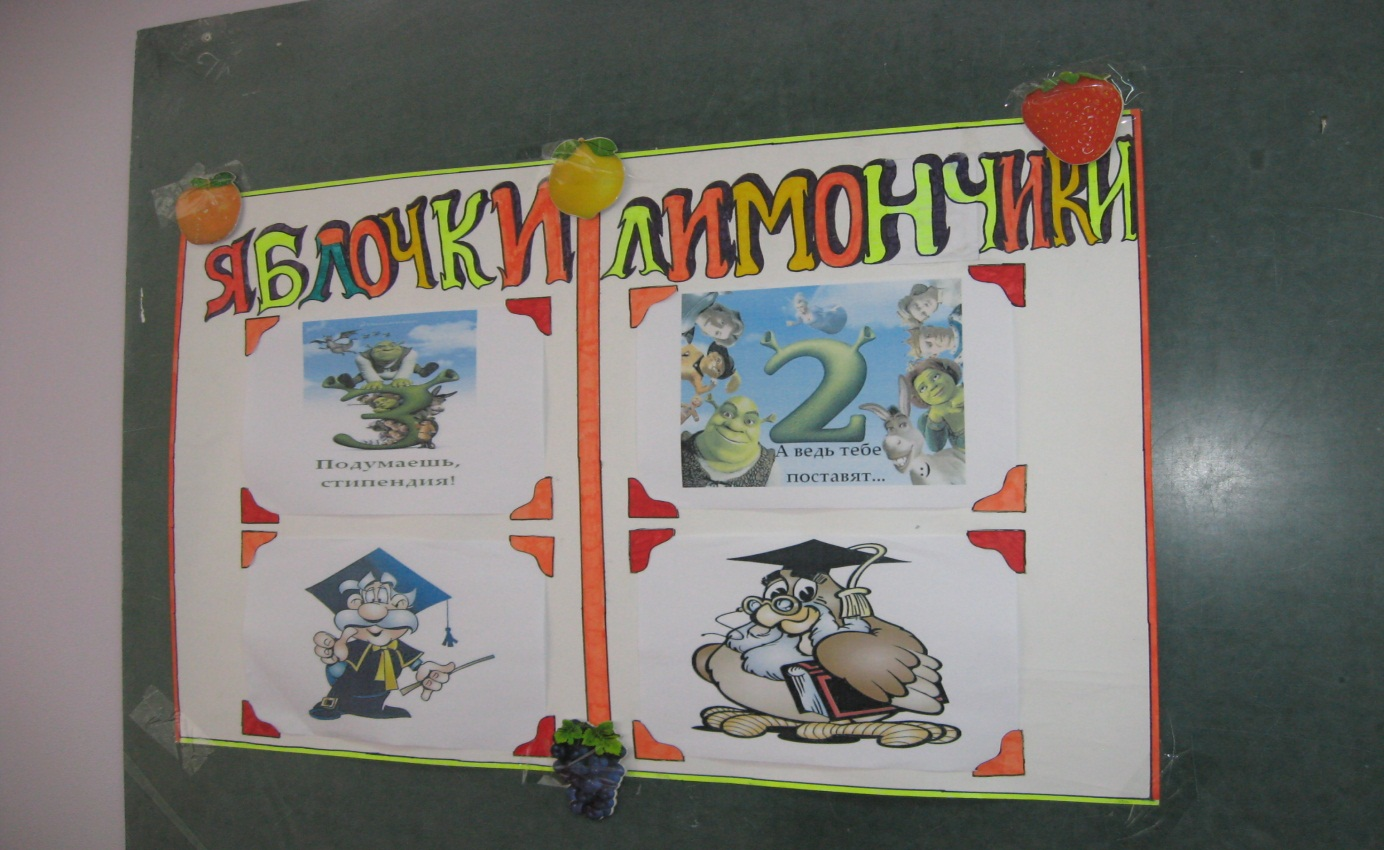 ЯБЛОЧКИ
ЛИМОНЧИКИ
3
Подумаешь,
стипендия!
2
А ведь тебе
поставят...